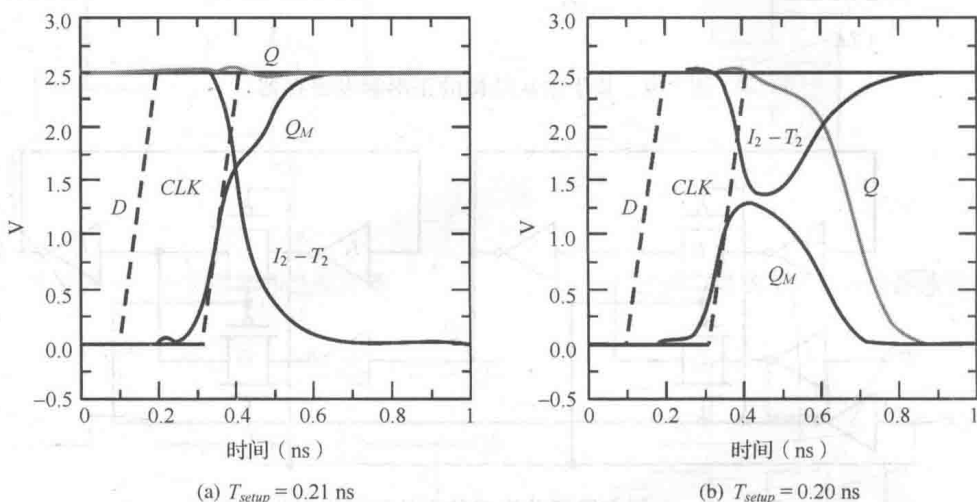 3.0
2.5
2.0
1.5
1.0
0.5
0.0
−0.5
V
Q
Q_M
CLK
D
I_2 − T_2
0
0.2
0.4
0.6
0.8
1
时间（ns）
(a) T_setup = 0.21 ns
3.0
2.5
2.0
1.5
1.0
0.5
0.0
−0.5
V
I_2 − T_2
CLK
D
Q
Q_M
0
0.2
0.4
0.6
0.8
1
时间（ns）
(b) T_setup = 0.20 ns